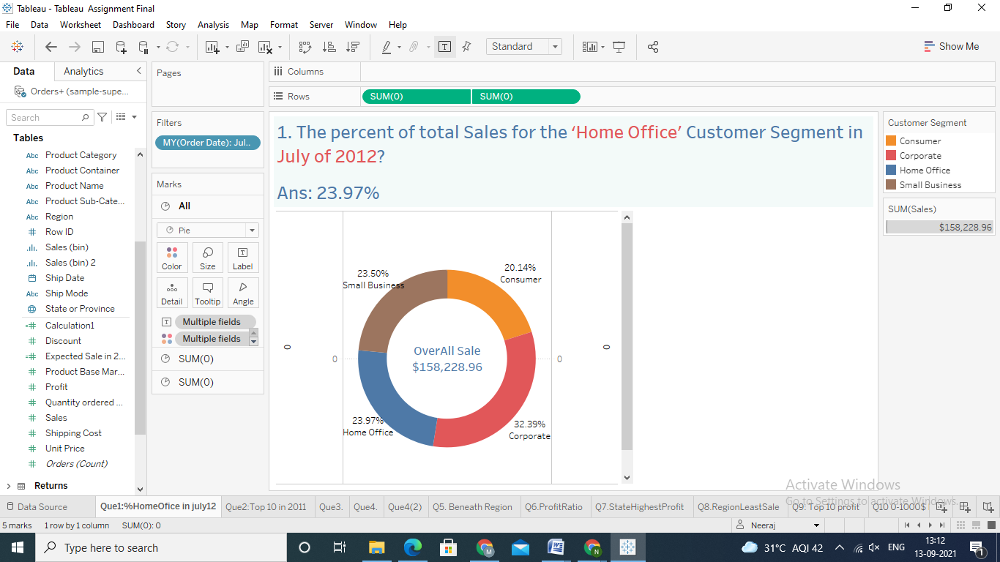 Tableau - Tableau Assignment Final
File Data Worksheet Dashboard Story Analysis Map Format Server Window Help
Standard
Show Me
Data Analytics
Orders+ (sample-supe...
Search
Tables
Abc Product Category
Abc Product Container
Abc Product Name
Abc Product Sub-Cate...
Abc Region
# Row ID
Sales (bin)
Sales (bin) 2
Ship Date
Abc Ship Mode
State or Province
=# Calculation1
# Discount
=# Expected Sale in 2...
# Product Base Mar...
# Profit
# Quantity ordered ...
# Sales
# Shipping Cost
# Unit Price
# Orders (Count)
Returns
Pages
Filters
MY(Order Date): Jul..
Marks
All
Pie
Color Size Label
Detail Tooltip Angle
Multiple fields
Multiple fields
SUM(0)
SUM(0)
Columns
Rows SUM(0) SUM(0)
1. The percent of total Sales for the ‘Home Office’ Customer Segment in
July of 2012?
Ans: 23.97%
23.50%
Small Business
20.14%
Consumer
OverAll Sale
$158,228.96
0
0
0
0
23.97%
Home Office
32.39%
Corporate
Customer Segment
Consumer
Corporate
Home Office
Small Business
SUM(Sales)
$158,228.96
Activate Windows
Go to Settings to activate Windows.
Data Source Que1:%HomeOfice in july12 Que2:Top 10 in 2011 Que3. Que4. Que4(2) Q5. Beneath Region Q6.ProfitRatio Q7.StateHighestProfit Q8.RegionLeastSale Q9: Top 10 profit Q10 0-1000$
5 marks 1 row by 1 column SUM(0): 0
Neeraj
Type here to search
31°C AQI 42
ENG
13:12
13-09-2021
1